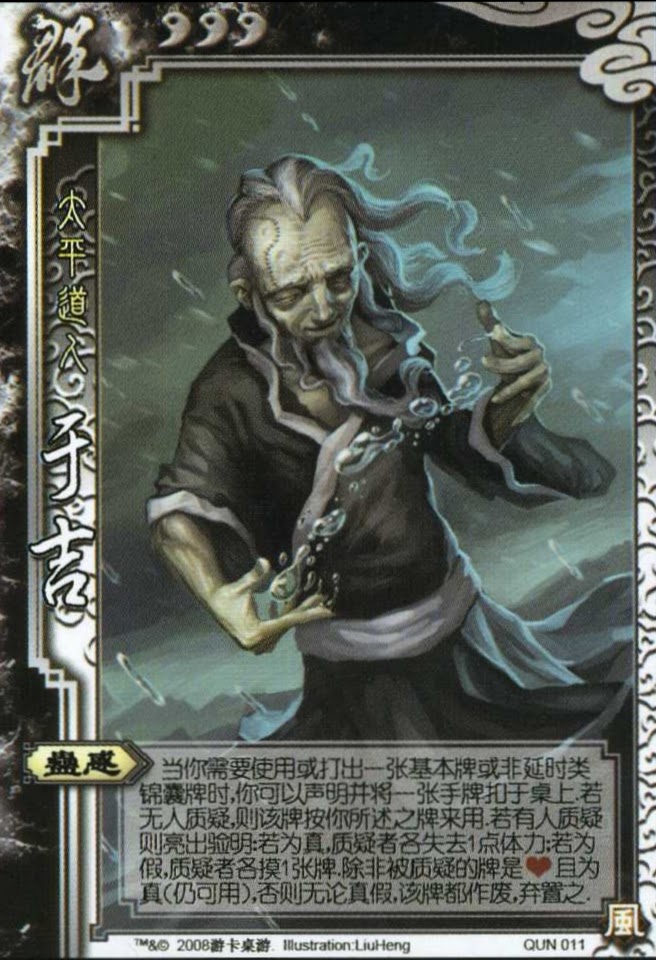 群
太平道人
于吉
蠱惑
当你需要使用或打出一张基本牌或非延时类
锦囊牌时,你可以声明并将一张手牌扣于桌上.若
无人质疑,则该牌按你所述之牌来用.若有人质疑
则亮出验明:若为真,质疑者各失去1点体力;若为
假,质疑者各摸1张牌.除非被质疑的牌是♥且为
真(仍可用),否则无论真假,该牌都作废,弃置之.
風
™&© 2008游卡桌游. Illustration:LiuHeng
QUN 011